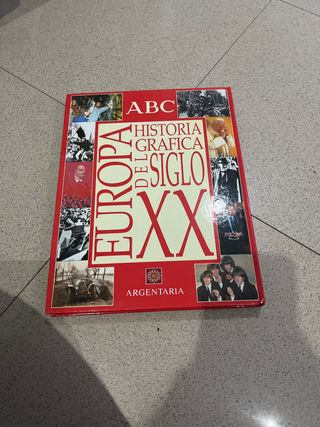 ABC
EUROPA
HISTORIA
GRAFICA
DEL SIGLO
XX
ARGENTARIA